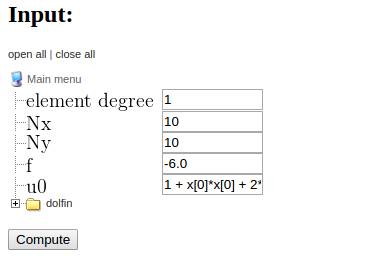 Input:
open all | close all
Main menu
element degree 1
Nx 10
Ny 10
f -6.0
u0 1 + x[0]*x[0] + 2*
dolfin
Compute